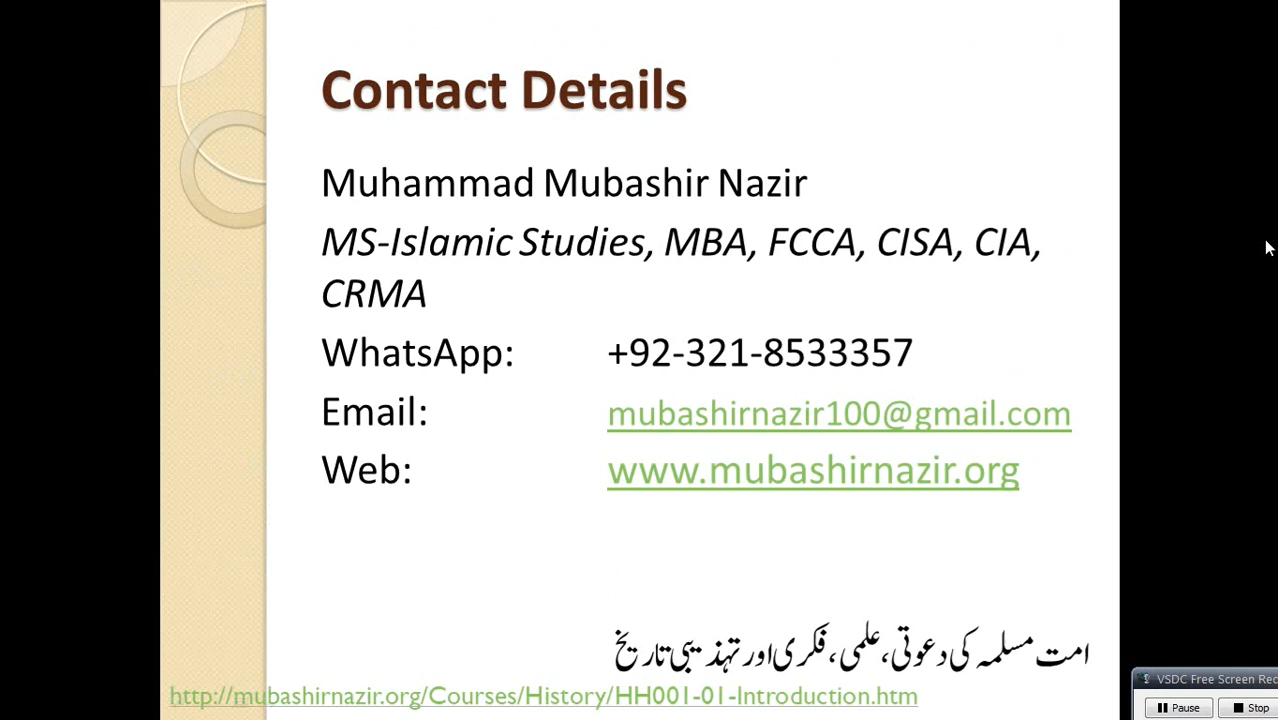 Contact Details
Muhammad Mubashir Nazir
MS-Islamic Studies, MBA, FCCA, CISA, CIA,
CRMA
WhatsApp: +92-321-8533357
Email: mubashirnazir100@gmail.com
Web: www.mubashirnazir.org
امت مسلمہ کی دعوتی، علمی، فکری اور تہذیبی تاریخ
http://mubashirnazir.org/Courses/History/HH001-01-Introduction.htm
VSDC Free Screen Rec
Pause Stop